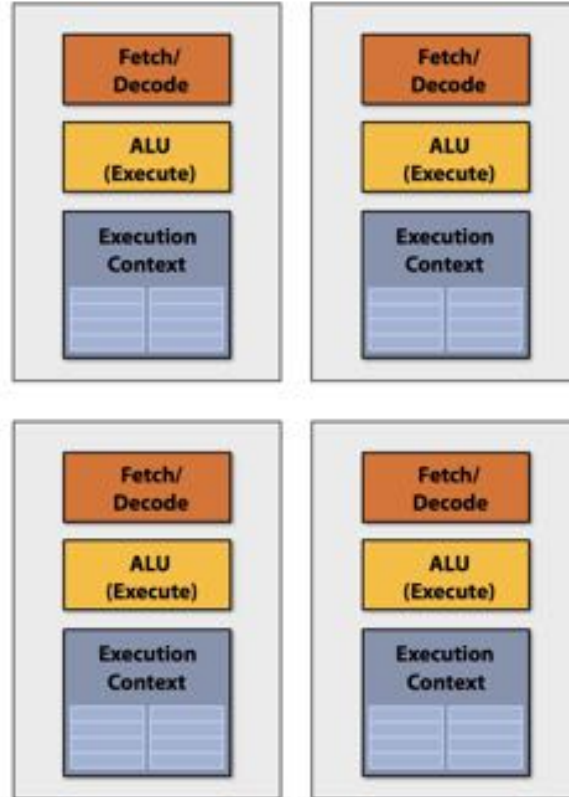 Fetch/
Decode
ALU
(Execute)
Execution
Context
Fetch/
Decode
ALU
(Execute)
Execution
Context
Fetch/
Decode
ALU
(Execute)
Execution
Context
Fetch/
Decode
ALU
(Execute)
Execution
Context